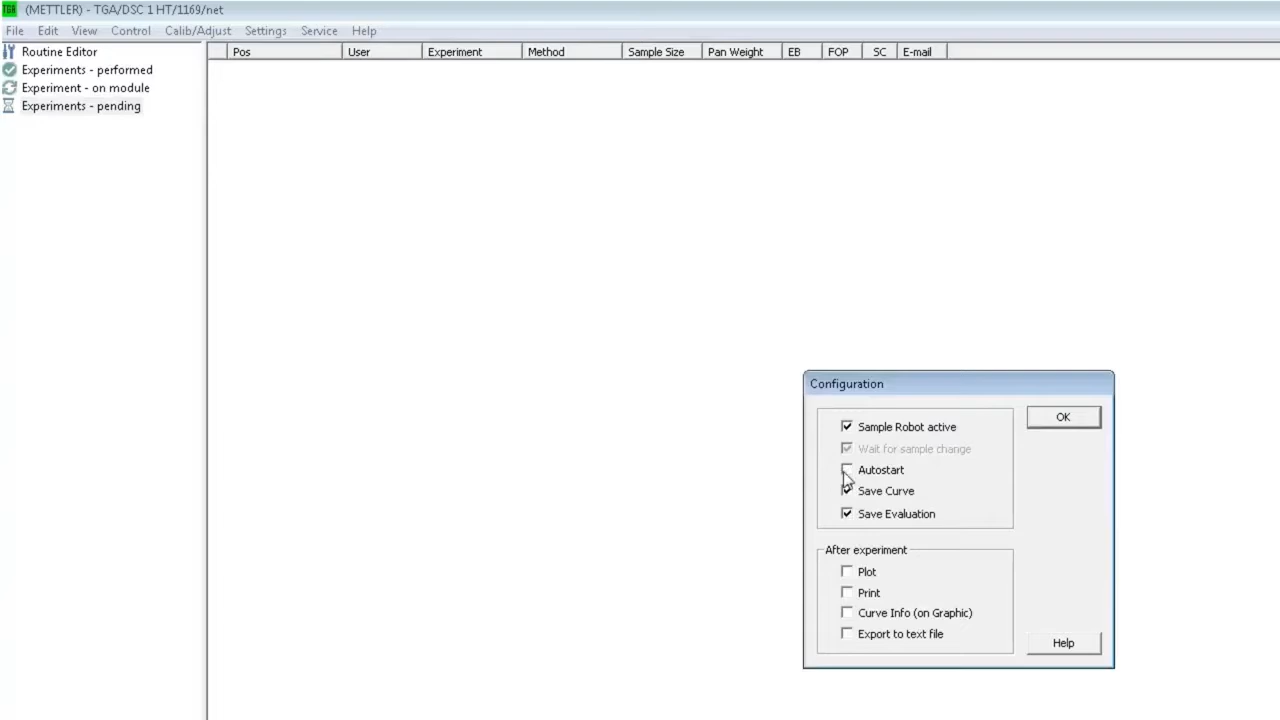 TGA (METTLER) - TGA/DSC 1 HT/1169/net
File Edit View Control Calib/Adjust Settings Service Help
Routine Editor
Experiments - performed
Experiment - on module
Experiments - pending
Pos User Experiment Method Sample Size Pan Weight EB FOP SC E-mail
Configuration
Sample Robot active
Wait for sample change
Autostart
Save Curve
Save Evaluation
OK
After experiment
Plot
Print
Curve Info (on Graphic)
Export to text file
Help